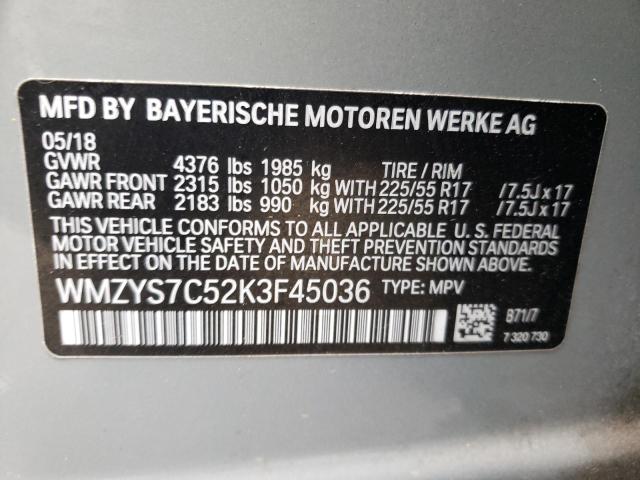 MFD BY BAYERISCHE MOTOREN WERKE AG
05/18
GVWR 4376 lbs 1985 kg TIRE / RIM
GAWR FRONT 2315 lbs 1050 kg WITH 225/55 R17 /7.5J x 17
GAWR REAR 2183 lbs 990 kg WITH 225/55 R17 /7.5J x 17
THIS VEHICLE CONFORMS TO ALL APPLICABLE U. S. FEDERAL
MOTOR VEHICLE SAFETY AND THEFT PREVENTION STANDARDS
IN EFFECT ON THE DATE OF MANUFACTURE SHOWN ABOVE.
WMZYS7C52K3F45036 TYPE: MPV
B71/7
7 320 730